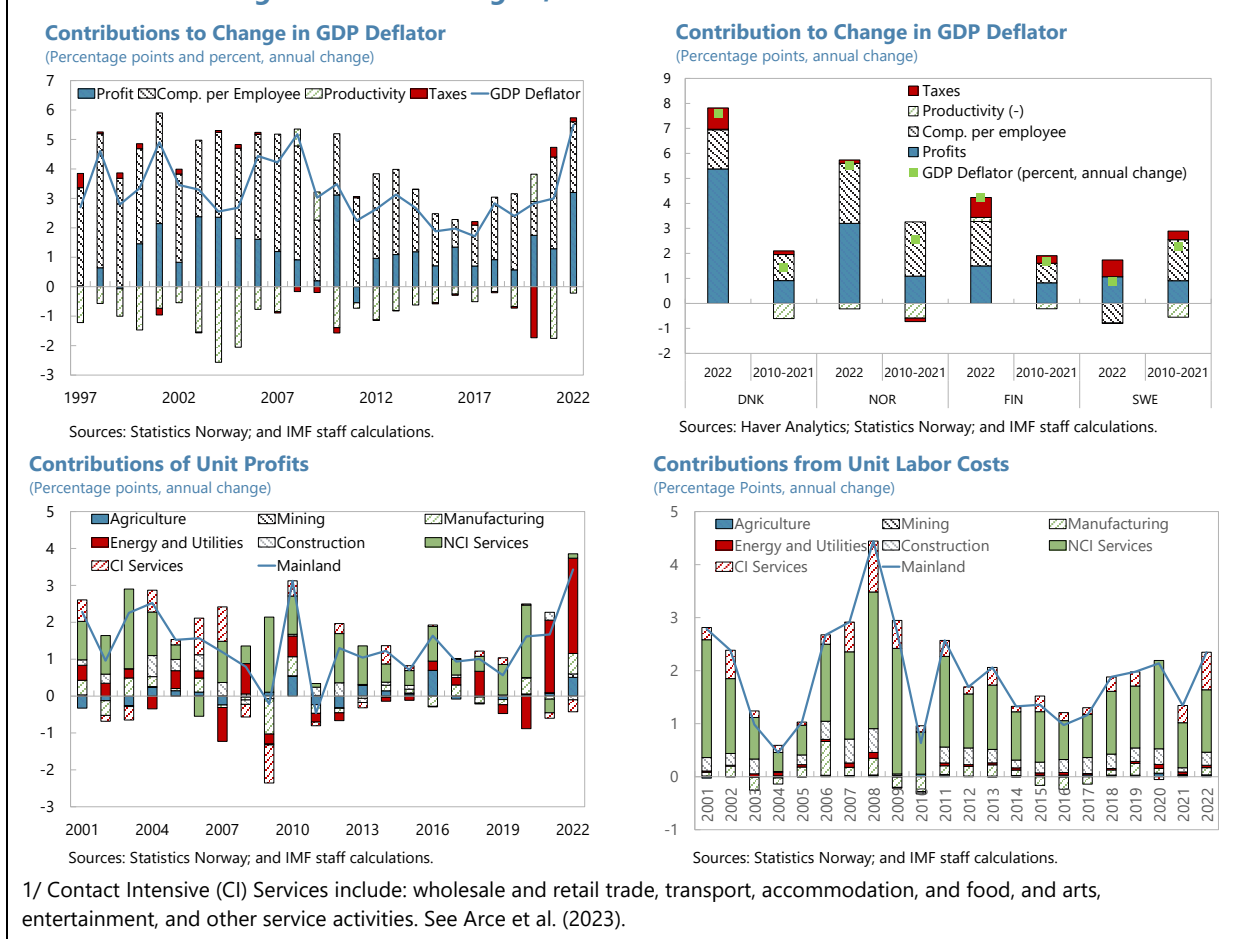 Contributions to Change in GDP Deflator
(Percentage points and percent, annual change)
7
6
5
4
3
2
1
0
-1
-2
-3
Profit Comp. per Employee Productivity Taxes GDP Deflator
1997 2002 2007 2012 2017 2022
Sources: Statistics Norway; and IMF staff calculations.
Contribution to Change in GDP Deflator
(Percentage points, annual change)
9
8
7
6
5
4
3
2
1
0
-1
-2
Taxes
Productivity (-)
Comp. per employee
Profits
GDP Deflator (percent, annual change)
2022 2010-2021 2022 2010-2021 2022 2010-2021 2022 2010-2021
DNK NOR FIN SWE
Sources: Haver Analytics; Statistics Norway; and IMF staff calculations.
Contributions of Unit Profits
(Percentage points, annual change)
5
4
3
2
1
0
-1
-2
-3
Agriculture Mining Manufacturing
Energy and Utilities Construction NCI Services
CI Services Mainland
2001 2004 2007 2010 2013 2016 2019 2022
Sources: Statistics Norway; and IMF staff calculations.
Contributions from Unit Labor Costs
(Percentage Points, annual change)
5
4
3
2
1
0
-1
Agriculture Mining Manufacturing
Energy and Utilities Construction NCI Services
CI Services Mainland
2001 2002 2003 2004 2005 2006 2007 2008 2009 2010 2011 2012 2013 2014 2015 2016 2017 2018 2019 2020 2021 2022
Sources: Statistics Norway; and IMF staff calculations.
1/ Contact Intensive (CI) Services include: wholesale and retail trade, transport, accommodation, and food, and arts,
entertainment, and other service activities. See Arce et al. (2023).